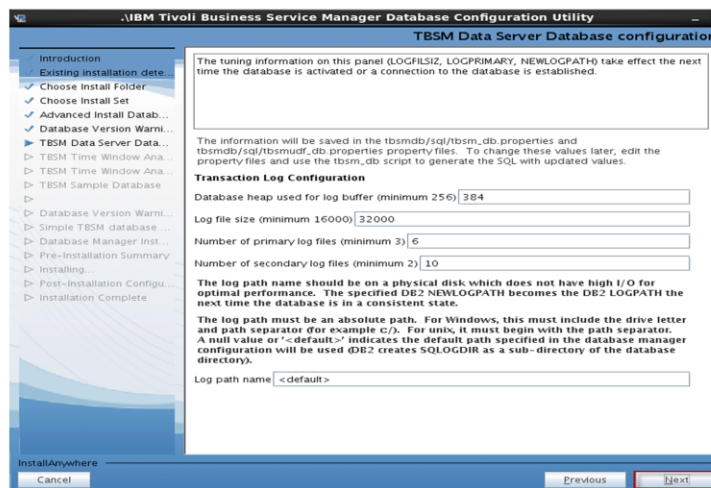 .\IBM Tivoli Business Service Manager Database Configuration Utility
TBSM Data Server Database configuration
Introduction
Existing installation dete...
Choose Install Folder
Choose Install Set
Advanced Install Datab...
Database Version Warni...
TBSM Data Server Data...
TBSM Time Window Ana...
TBSM Time Window Ana...
TBSM Sample Database
Database Version Warni...
Simple TBSM database ...
Database Manager Inst...
Pre-Installation Summary
Installing...
Post-Installation Configu...
Installation Complete
The tuning information on this panel (LOGFILSIZ, LOGPRIMARY, NEWLOGPATH) take effect the next
time the database is activated or a connection to the database is established.
The information will be saved in the tbsmdb/sql/tbsm_db.properties and
tbsmdb/sql/tbsmudf_db.properties property files. To change these values later, edit the
property files and use the tbsm_db script to generate the SQL with updated values.
Transaction Log Configuration
Database heap used for log buffer (minimum 256) 384
Log file size (minimum 16000) 32000
Number of primary log files (minimum 3) 6
Number of secondary log files (minimum 2) 10
The log path name should be on a physical disk which does not have high I/O for
optimal performance. The specified DB2 NEWLOGPATH becomes the DB2 LOGPATH the
next time the database is in a consistent state.
The log path must be an absolute path. For Windows, this must include the drive letter
and path separator (for example c:/). For unix, it must begin with the path separator.
A null value or '<default>' indicates the default path specified in the database manager
configuration will be used (DB2 creates SQLOGDIR as a sub-directory of the database
directory).
Log path name <default>
InstallAnywhere
Cancel
Previous
Next